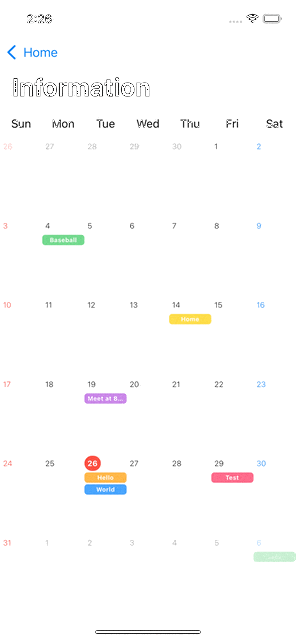 2:26
Home
Information
Sun Mon Tue Wed Thu Fri Sat
26 27 28 29 30 1 2
3 4 5 6 7 8 9
Baseball
10 11 12 13 14 15 16
Home
17 18 19 20 21 22 23
Meet at 8...
24 25 26 27 28 29 30
Hello Test
World
31 1 2 3 4 5 6